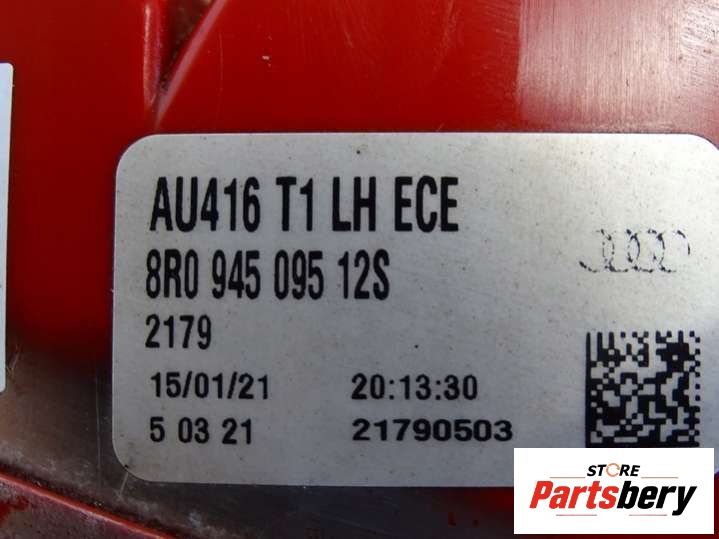 AU416 T1 LH ECE
8R0 945 095 12S
2179
15/01/21 20:13:30
5 03 21 21790503
STORE
Partsbery